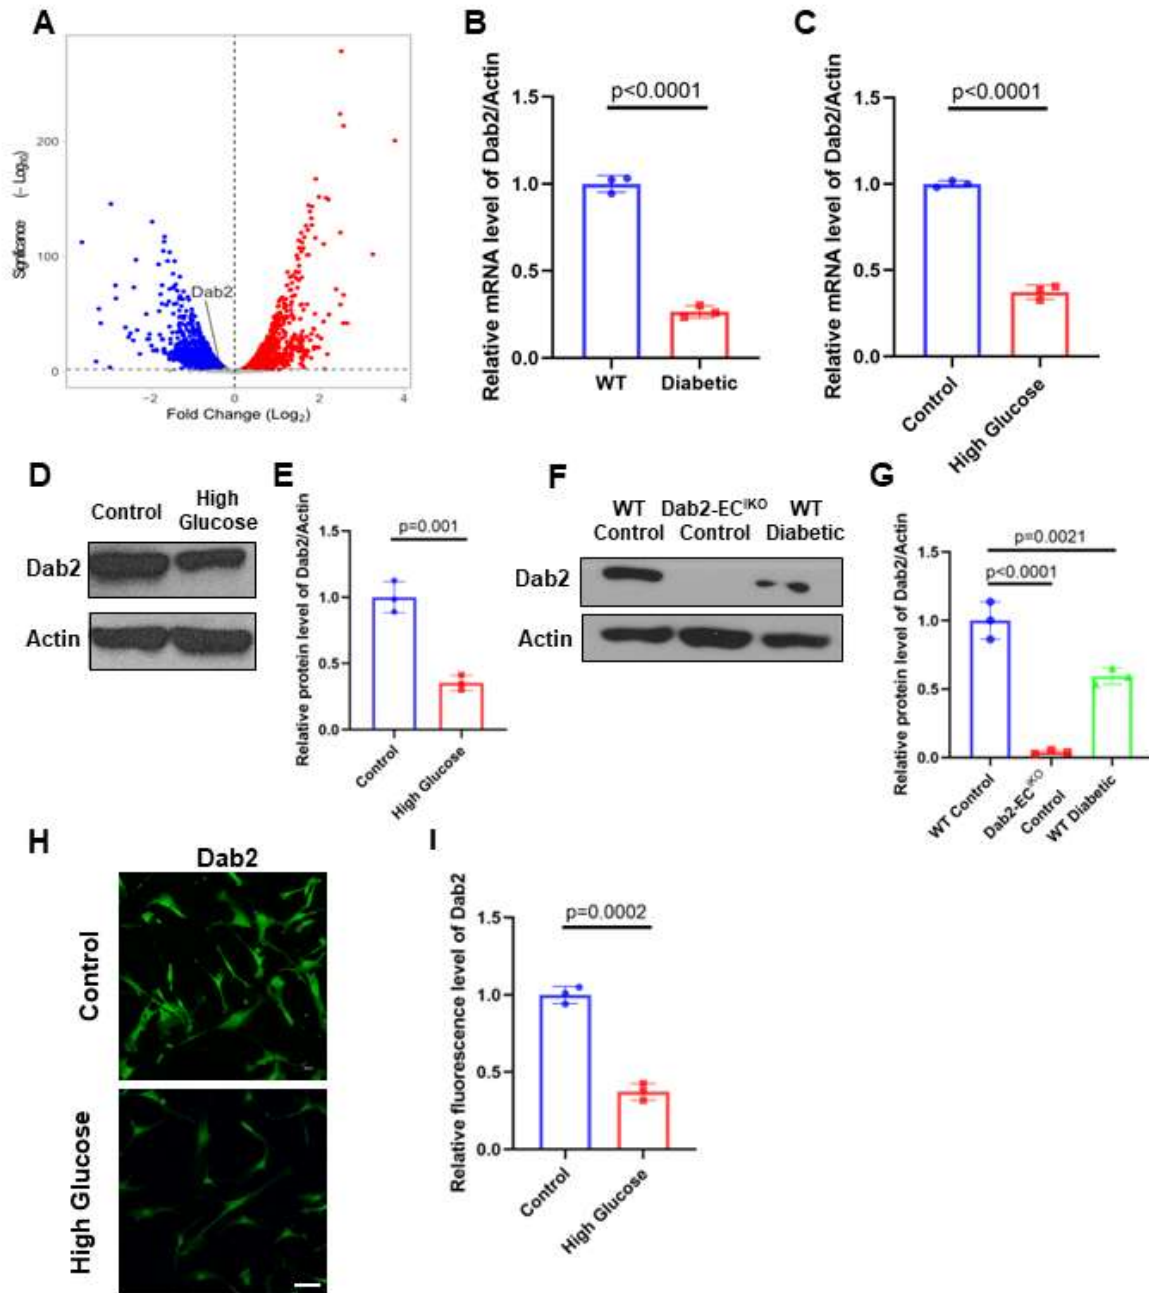 A
Significance (– Log₁₀)
200
100
0
Dab2
−2
0
2
4
Fold Change (Log₂)
B
Relative mRNA level of Dab2/Actin
p<0.0001
1.5
1.0
0.5
0.0
WT
Diabetic
C
Relative mRNA level of Dab2/Actin
p<0.0001
1.5
1.0
0.5
0.0
Control
High Glucose
D
Control
High
Glucose
Dab2
Actin
E
Relative protein level of Dab2/Actin
p=0.001
1.5
1.0
0.5
0.0
Control
High Glucose
F
WT
Control
Dab2-ECⁱᴷᴼ
Control
WT
Diabetic
Dab2
Actin
G
Relative protein level of Dab2/Actin
p=0.0021
p<0.0001
1.5
1.0
0.5
0.0
WT Control
Dab2-ECⁱᴷᴼ
Control
WT Diabetic
H
Dab2
Control
High Glucose
I
Relative fluorescence level of Dab2
p=0.0002
1.5
1.0
0.5
0.0
Control
High Glucose